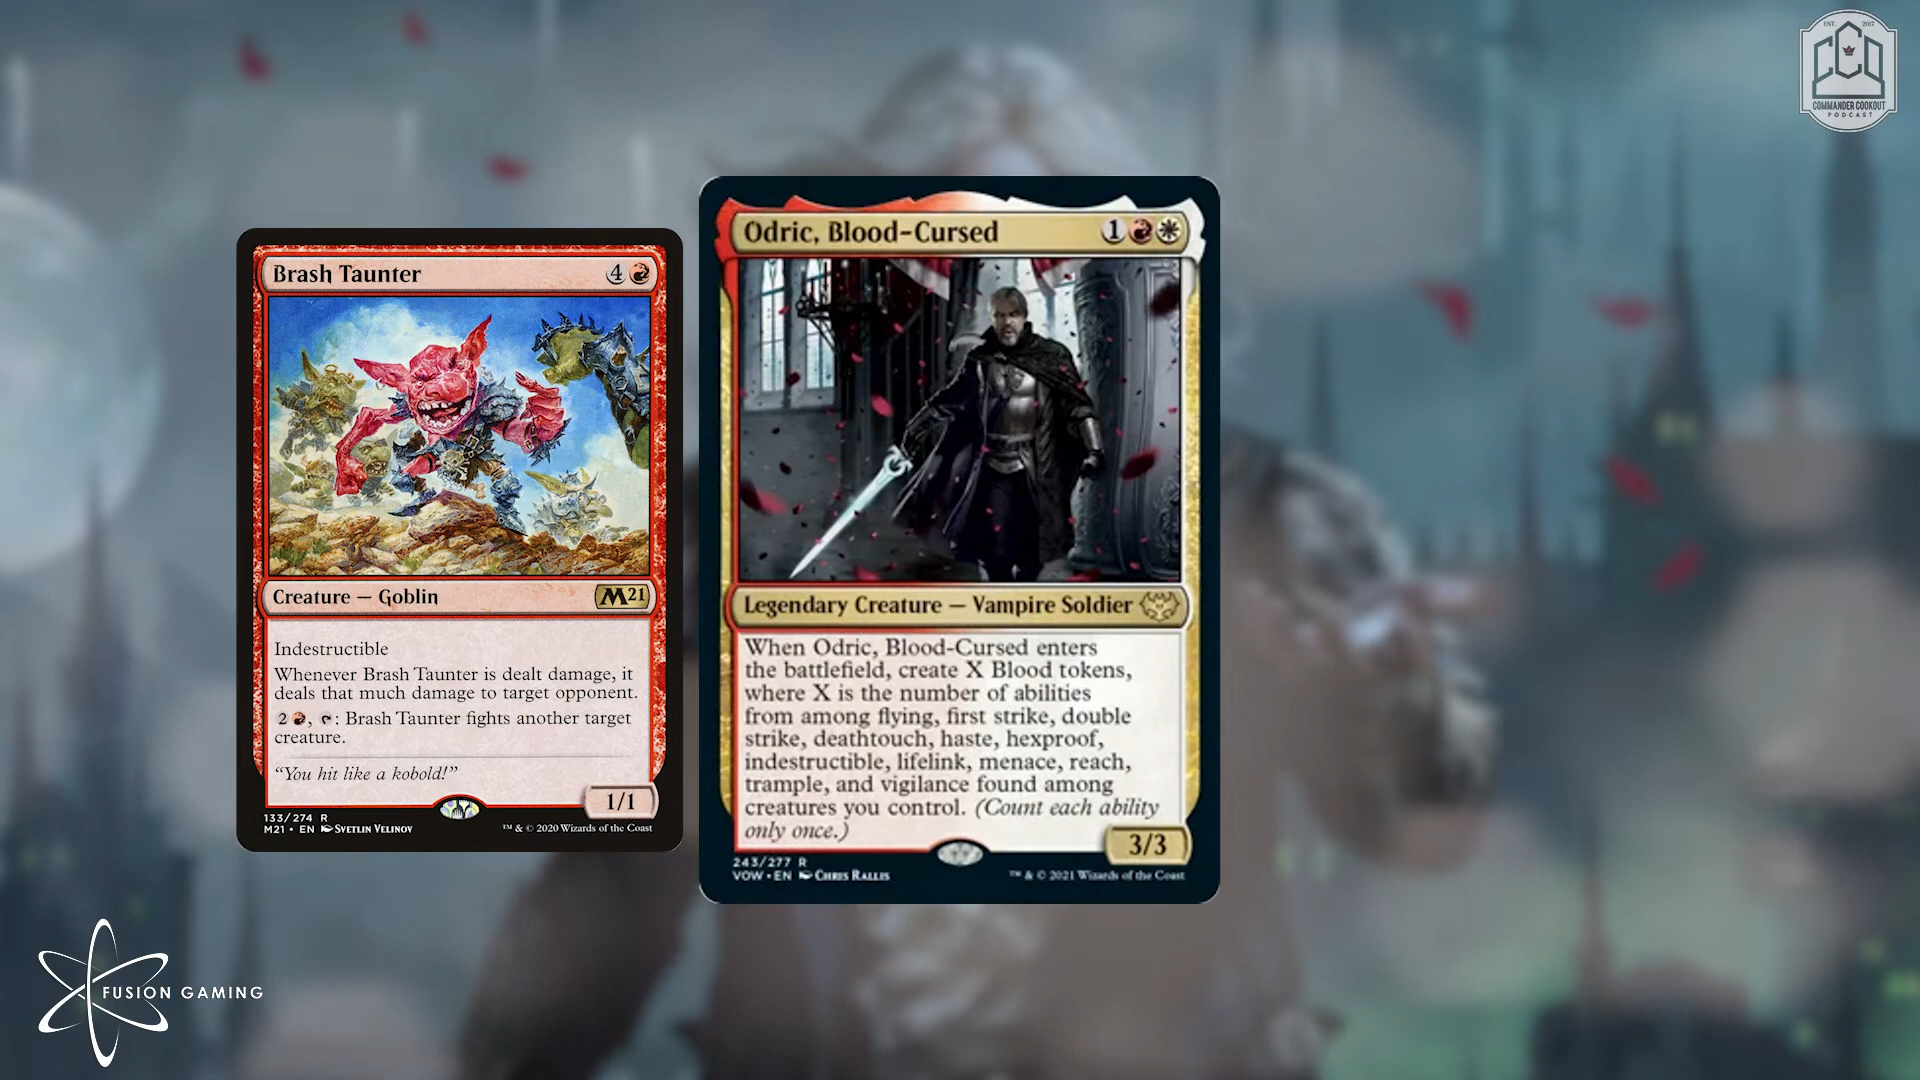 EST. 2017
CCO
COMMANDER COOKOUT
PODCAST
Brash Taunter 4
Creature — Goblin M21
Indestructible
Whenever Brash Taunter is dealt damage, it
deals that much damage to target opponent.
2 , : Brash Taunter fights another target
creature.
“You hit like a kobold!”
1/1
133/274 R
M21 • EN Svetlin Velinov ™ & © 2020 Wizards of the Coast
Odric, Blood-Cursed 1
Legendary Creature — Vampire Soldier
When Odric, Blood-Cursed enters
the battlefield, create X Blood tokens,
where X is the number of abilities
from among flying, first strike, double
strike, deathtouch, haste, hexproof,
indestructible, lifelink, menace, reach,
trample, and vigilance found among
creatures you control. (Count each ability
only once.)
3/3
243/277 R
VOW • EN Chris Rallis ™ & © 2021 Wizards of the Coast
FUSION GAMING